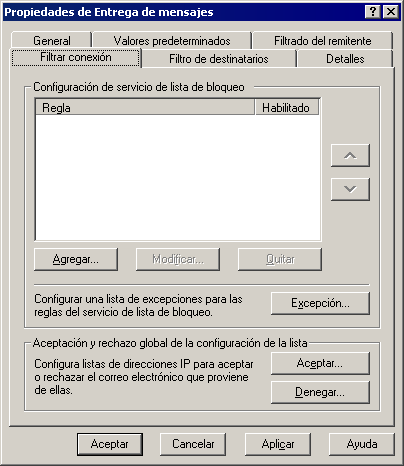 Propiedades de Entrega de mensajes
General Valores predeterminados Filtrado del remitente
Filtrar conexión Filtro de destinatarios Detalles
Configuración de servicio de lista de bloqueo
Regla Habilitado
Agregar... Modificar... Quitar
Configurar una lista de excepciones para las
reglas del servicio de lista de bloqueo.
Excepción...
Aceptación y rechazo global de la configuración de la lista
Configura listas de direcciones IP para aceptar
o rechazar el correo electrónico que proviene
de ellas.
Aceptar...
Denegar...
Aceptar Cancelar Aplicar Ayuda